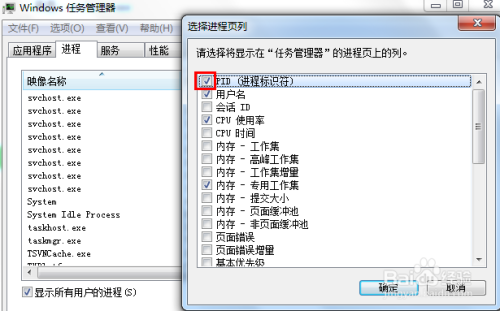 Windows 任务管理器
文件(F) 选项(O) 查看(V) 帮助(H)
应用程序 进程 服务 性能
映像名称
svchost.exe
svchost.exe
svchost.exe
svchost.exe
svchost.exe
svchost.exe
svchost.exe
svchost.exe
System
System Idle Process
taskhost.exe
taskmgr.exe
TSVNCache.exe
显示所有用户的进程(S)
选择进程页列
请选择将显示在“任务管理器”的进程页上的列。
PID (进程标识符)
用户名
会话 ID
CPU 使用率
CPU 时间
内存 - 工作集
内存 - 高峰工作集
内存 - 工作集增量
内存 - 专用工作集
内存 - 提交大小
内存 - 页面缓冲池
内存 - 非页面缓冲池
页面错误
页面错误增量
基本优先级
确定 取消
Baidu 经验